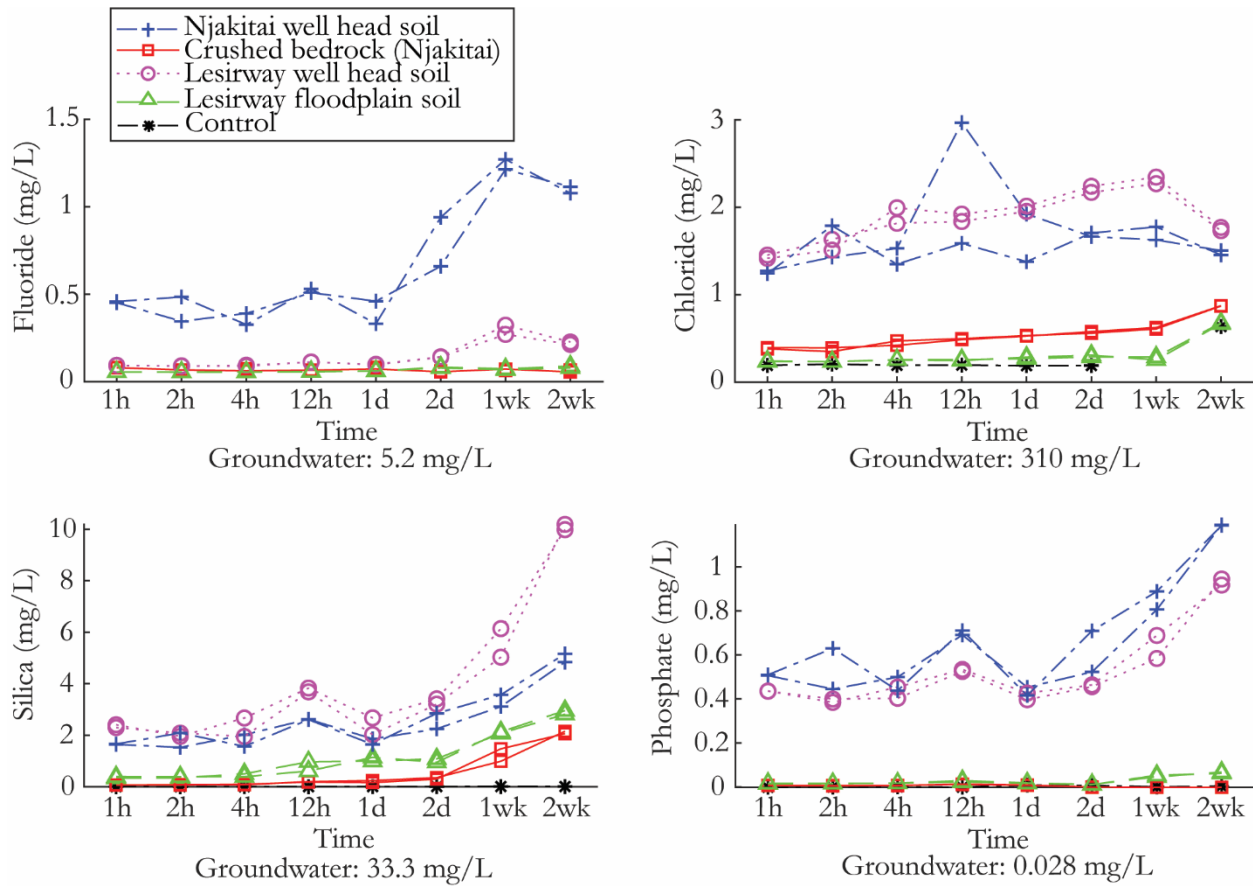 Njakitai well head soil
Crushed bedrock (Njakitai)
Lesirway well head soil
Lesirway floodplain soil
Control
Fluoride (mg/L)
1.5
1
0.5
0
1h 2h 4h 12h 1d 2d 1wk 2wk
Time
Groundwater: 5.2 mg/L
Chloride (mg/L)
3
2
1
0
1h 2h 4h 12h 1d 2d 1wk 2wk
Time
Groundwater: 310 mg/L
Silica (mg/L)
10
8
6
4
2
0
1h 2h 4h 12h 1d 2d 1wk 2wk
Time
Groundwater: 33.3 mg/L
Phosphate (mg/L)
1
0.8
0.6
0.4
0.2
0
1h 2h 4h 12h 1d 2d 1wk 2wk
Time
Groundwater: 0.028 mg/L